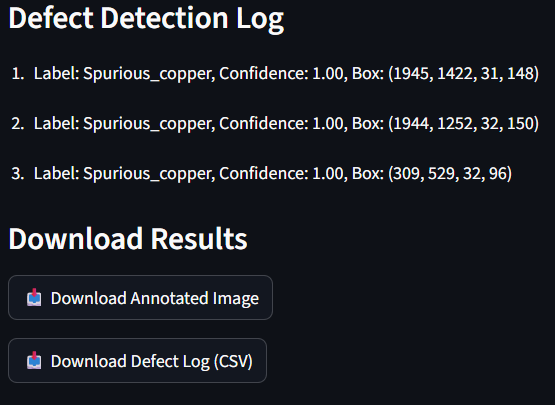 Defect Detection Log
1. Label: Spurious_copper, Confidence: 1.00, Box: (1945, 1422, 31, 148)
2. Label: Spurious_copper, Confidence: 1.00, Box: (1944, 1252, 32, 150)
3. Label: Spurious_copper, Confidence: 1.00, Box: (309, 529, 32, 96)
Download Results
Download Annotated Image
Download Defect Log (CSV)